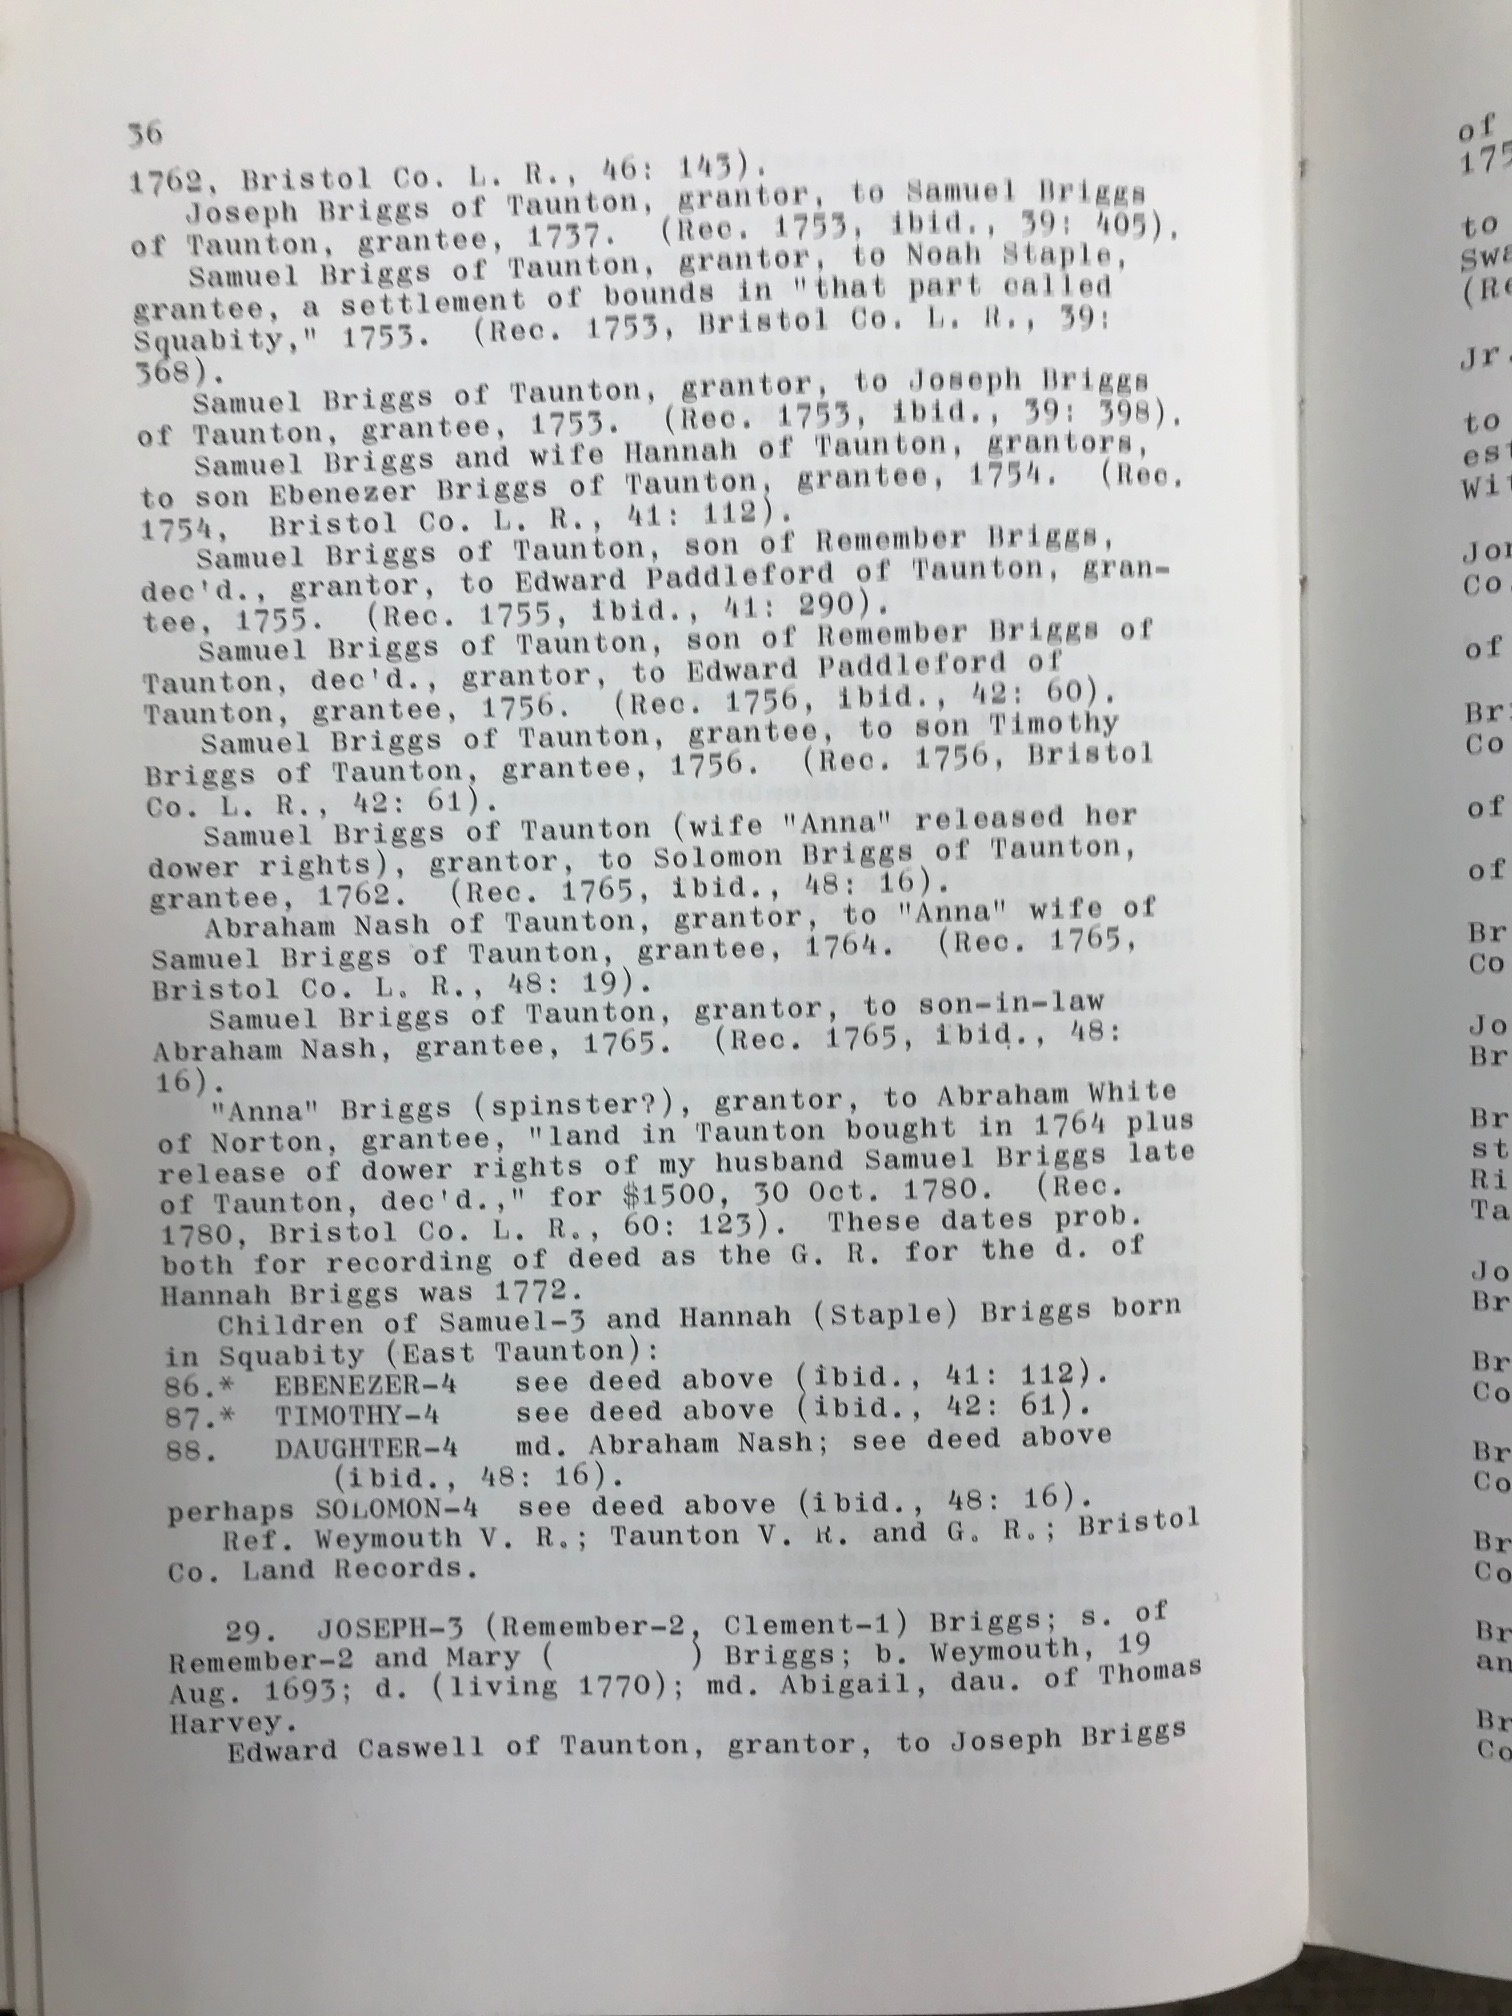 36
1762, Bristol Co. L. R., 46: 143).
Joseph Briggs of Taunton, grantor, to Samuel Briggs
of Taunton, grantee, 1737. (Rec. 1753, ibid., 39: 405).
Samuel Briggs of Taunton, grantor, to Noah Staple,
grantee, a settlement of bounds in "that part called
Squabity," 1753. (Rec. 1753, Bristol Co. L. R., 39:
368).
Samuel Briggs of Taunton, grantor, to Joseph Briggs
of Taunton, grantee, 1753. (Rec. 1753, ibid., 39: 398).
Samuel Briggs and wife Hannah of Taunton, grantors,
to son Ebenezer Briggs of Taunton, grantee, 1754. (Rec.
1754, Bristol Co. L. R., 41: 112).
Samuel Briggs of Taunton, son of Remember Briggs,
dec'd., grantor, to Edward Paddleford of Taunton, gran-
tee, 1755. (Rec. 1755, ibid., 41: 290).
Samuel Briggs of Taunton, son of Remember Briggs of
Taunton, dec'd., grantor, to Edward Paddleford of
Taunton, grantee, 1756. (Rec. 1756, ibid., 42: 60).
Samuel Briggs of Taunton, grantee, to son Timothy
Briggs of Taunton, grantee, 1756. (Rec. 1756, Bristol
Co. L. R., 42: 61).
Samuel Briggs of Taunton (wife "Anna" released her
dower rights), grantor, to Solomon Briggs of Taunton,
grantee, 1762. (Rec. 1765, ibid., 48: 16).
Abraham Nash of Taunton, grantor, to "Anna" wife of
Samuel Briggs of Taunton, grantee, 1764. (Rec. 1765,
Bristol Co. L. R., 48: 19).
Samuel Briggs of Taunton, grantor, to son-in-law
Abraham Nash, grantee, 1765. (Rec. 1765, ibid., 48:
16).
"Anna" Briggs (spinster?), grantor, to Abraham White
of Norton, grantee, "land in Taunton bought in 1764 plus
release of dower rights of my husband Samuel Briggs late
of Taunton, dec'd.," for $1500, 30 Oct. 1780. (Rec.
1780, Bristol Co. L. R., 60: 123). These dates prob.
both for recording of deed as the G. R. for the d. of
Hannah Briggs was 1772.
Children of Samuel-3 and Hannah (Staple) Briggs born
in Squabity (East Taunton):
86.* EBENEZER-4 see deed above (ibid., 41: 112).
87.* TIMOTHY-4 see deed above (ibid., 42: 61).
88. DAUGHTER-4 md. Abraham Nash; see deed above
(ibid., 48: 16).
perhaps SOLOMON-4 see deed above (ibid., 48: 16).
Ref. Weymouth V. R.; Taunton V. R. and G. R.; Bristol
Co. Land Records.
29. JOSEPH-3 (Remember-2, Clement-1) Briggs; s. of
Remember-2 and Mary ( ) Briggs; b. Weymouth, 19
Aug. 1693; d. (living 1770); md. Abigail, dau. of Thomas
Harvey.
Edward Caswell of Taunton, grantor, to Joseph Briggs
of
to
Jr.
to
of
Co
of
of
Co
Co
Co
Co
Co